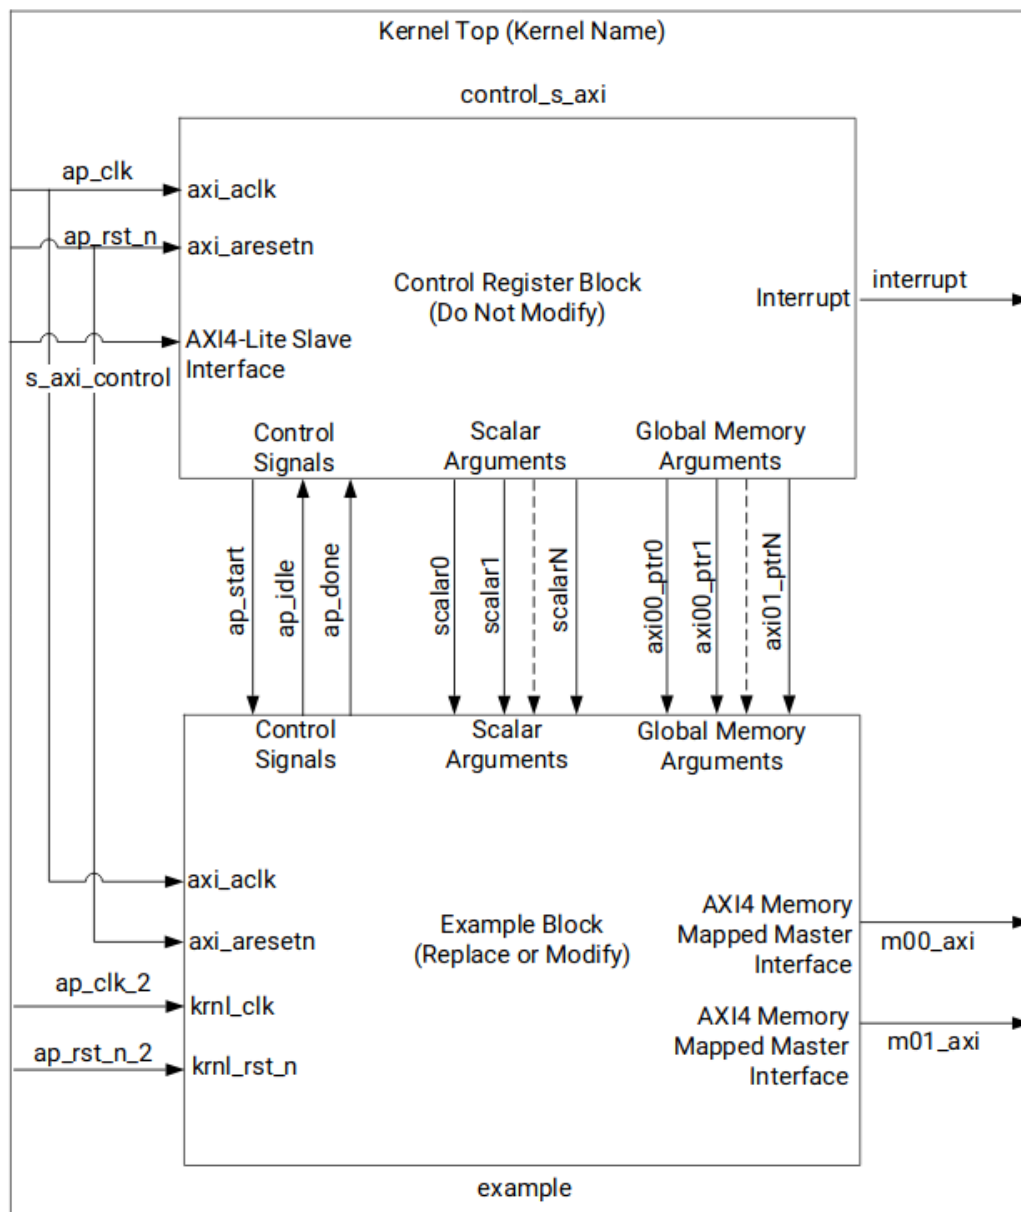 Kernel Top (Kernel Name)
control_s_axi
ap_clk
axi_aclk
ap_rst_n
axi_aresetn
Control Register Block
(Do Not Modify)
Interrupt
interrupt
AXI4-Lite Slave
Interface
s_axi_control
Control
Signals
Scalar
Arguments
Global Memory
Arguments
ap_start
ap_idle
ap_done
scalar0
scalar1
scalarN
axi00_ptr0
axi00_ptr1
axi01_ptrN
Control
Signals
Scalar
Arguments
Global Memory
Arguments
axi_aclk
axi_aresetn
ap_clk_2
krnl_clk
ap_rst_n_2
krnl_rst_n
Example Block
(Replace or Modify)
AXI4 Memory
Mapped Master
Interface
m00_axi
AXI4 Memory
Mapped Master
Interface
m01_axi
example